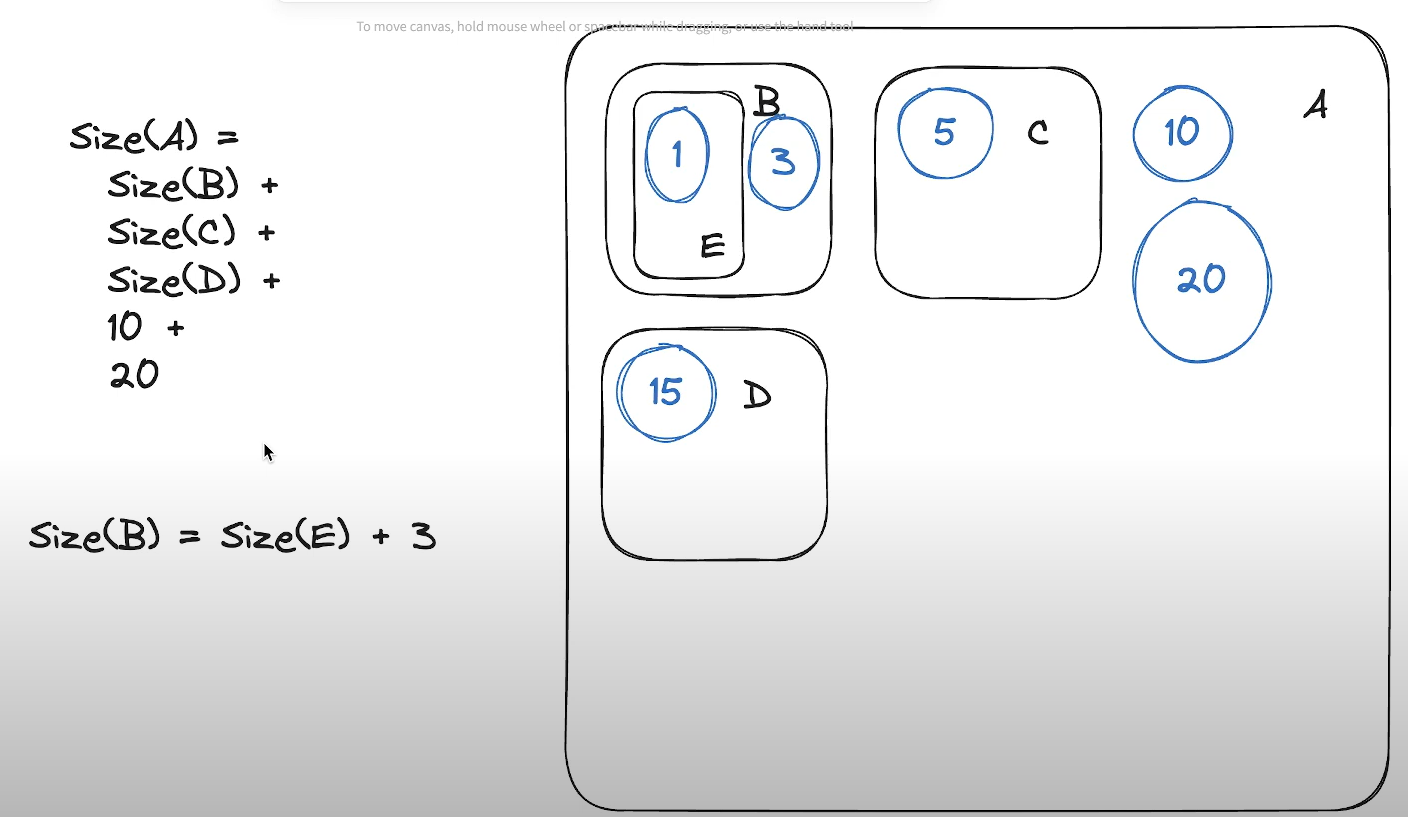 To move canvas, hold mouse wheel or spacebar while dragging, or use the hand tool
Size(A) =
Size(B) +
Size(C) +
Size(D) +
10 +
20
Size(B) = Size(E) + 3
B
1
3
E
5
C
10
A
20
15
D